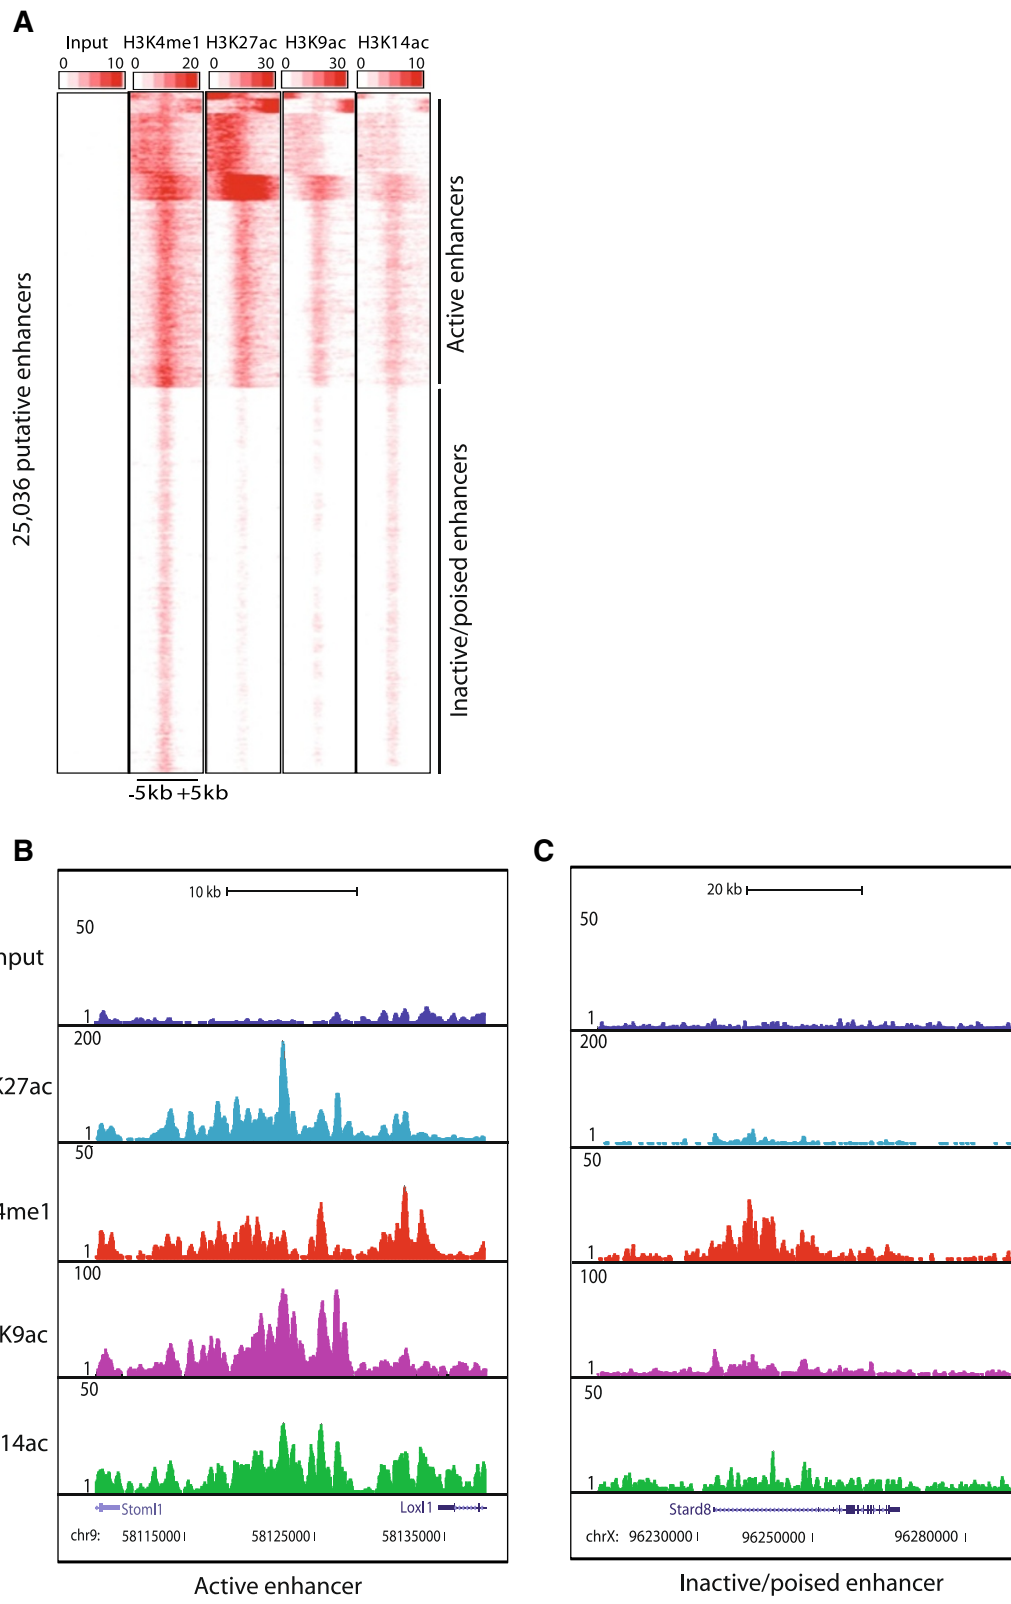 A
Input H3K4me1 H3K27ac H3K9ac H3K14ac
0 10 0 20 0 30 0 30 0 10
25,036 putative enhancers
Active enhancers
Inactive/poised enhancers
-5kb +5kb
B
10 kb
nput
50
1
K27ac
200
1
4me1
50
1
K9ac
100
1
14ac
50
1
Stoml1 Loxl1
chr9: 58115000 58125000 58135000
Active enhancer
C
20 kb
50
1
200
1
50
1
100
1
50
1
Stard8
chrX: 96230000 96250000 96280000
Inactive/poised enhancer